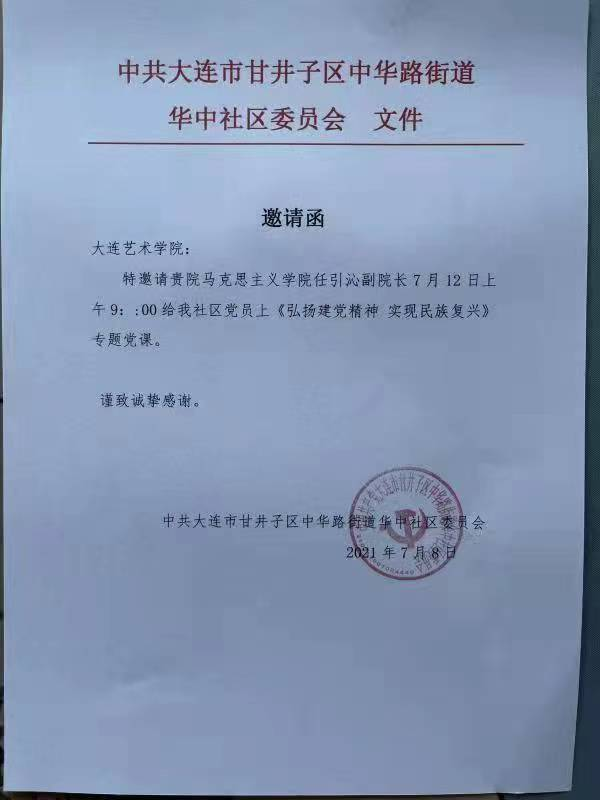 中共大连市甘井子区中华路街道
华中社区委员会 文件
邀请函
大连艺术学院：
特邀请贵院马克思主义学院任引沁副院长7月12日上
午9：:00给我社区党员上《弘扬建党精神 实现民族复兴》
专题党课。
谨致诚挚感谢。
中共大连市甘井子区中华路街道华中社区委员会
2021年7月8日